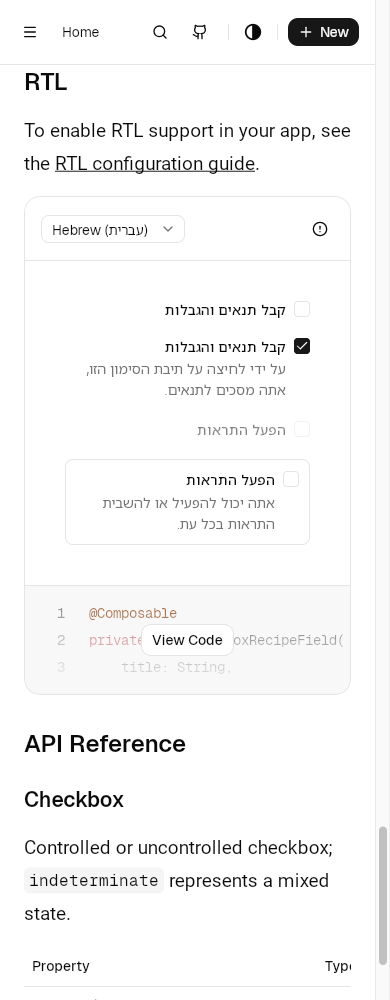 Home
New
RTL
To enable RTL support in your app, see
the RTL configuration guide.
Hebrew (עברית)
קבל תנאים והגבלות
קבל תנאים והגבלות
על ידי לחיצה על תיבת הסימון הזו,
אתה מסכים לתנאים.
הפעל התראות
הפעל התראות
אתה יכול להפעיל או להשבית
התראות בכל עת.
1 @Composable
2 private oxRecipeField(
View Code
3 title: String,
API Reference
Checkbox
Controlled or uncontrolled checkbox;
indeterminate represents a mixed
state.
Property Type